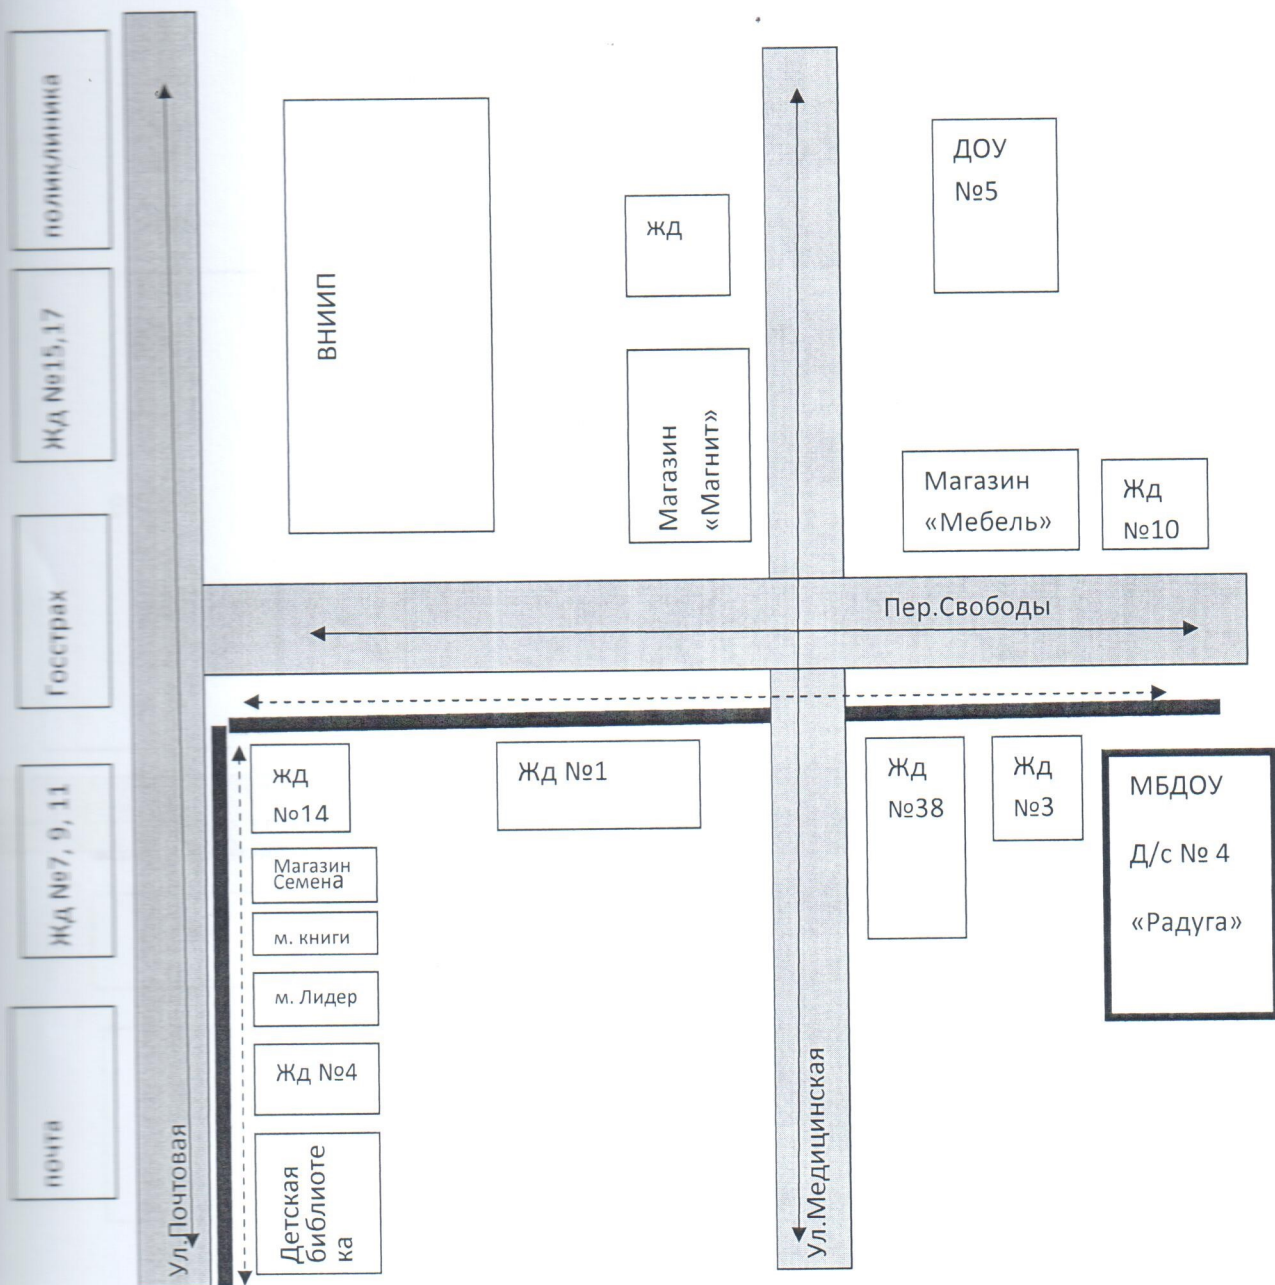 поликлиника
Жд №15,17
Госстрах
Жд №7, 9, 11
почта
Ул.Почтовая
ВНИИП
жд
Магазин
«Магнит»
ДОУ
№5
Магазин
«Мебель»
Жд
№10
Пер.Свободы
жд
№14
Магазин
Семена
м. книги
м. Лидер
Жд №4
Детская
библиоте
ка
Жд №1
Ул.Медицинская
Жд
№38
Жд
№3
МБДОУ
Д/с № 4
«Радуга»